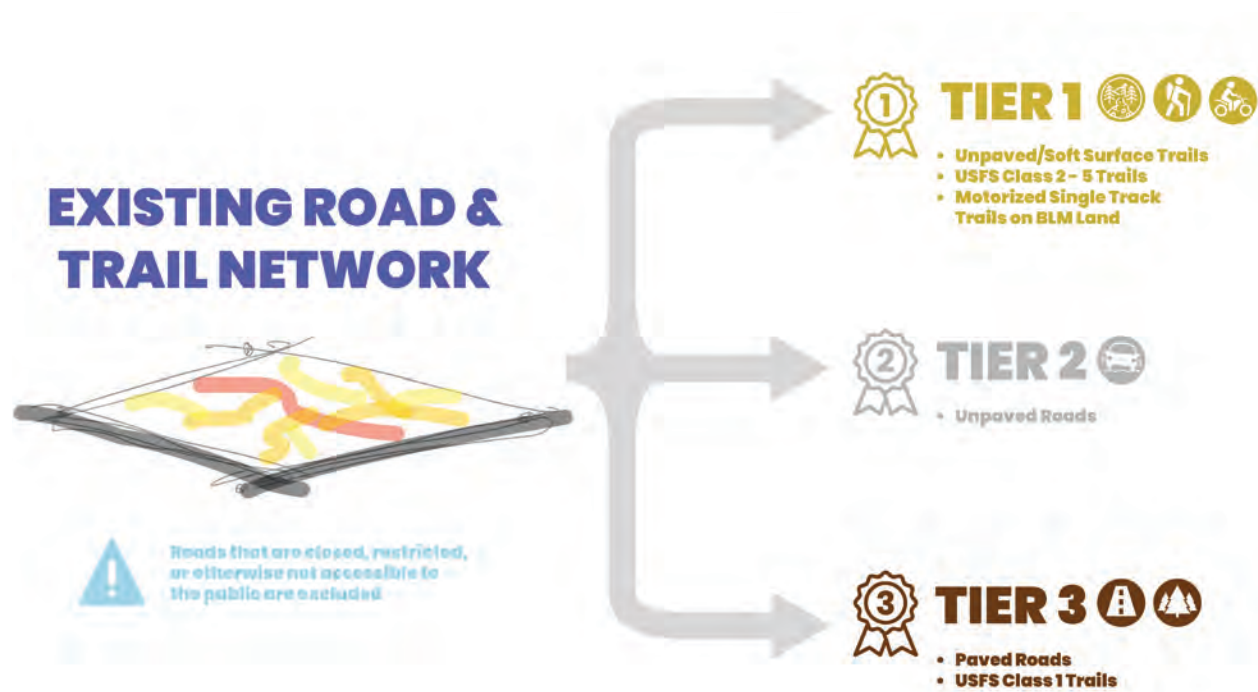 EXISTING ROAD &
TRAIL NETWORK
Roads that are closed, restricted,
or otherwise not accessible to
the public are excluded
1
TIER 1
• Unpaved/Soft Surface Trails
• USFS Class 2 - 5 Trails
• Motorized Single Track
Trails on BLM Land
2
TIER 2
• Unpaved Roads
3
TIER 3
• Paved Roads
• USFS Class 1 Trails